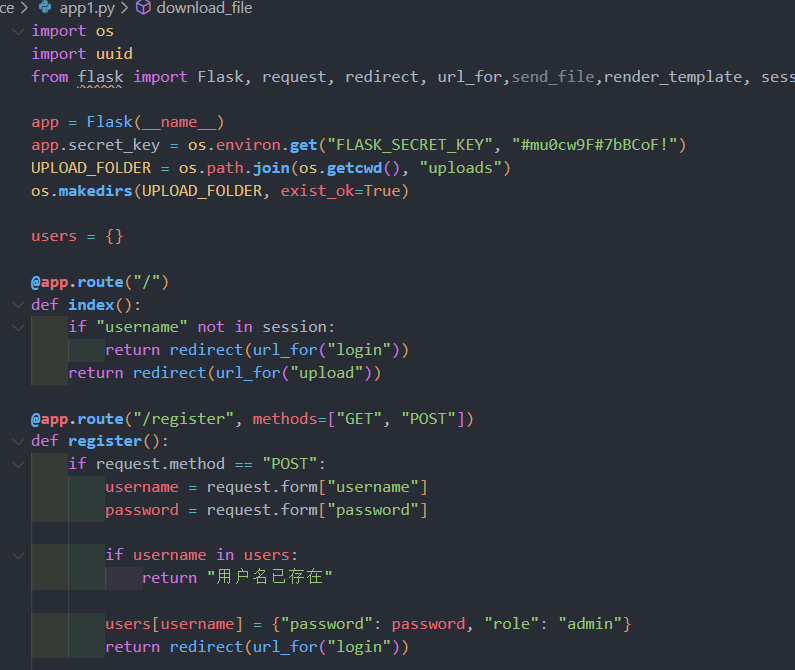 ce > app1.py > download_file
import os
import uuid
from flask import Flask, request, redirect, url_for,send_file,render_template, sess

app = Flask(__name__)
app.secret_key = os.environ.get("FLASK_SECRET_KEY", "#mu0cw9F#7bBCoF!")
UPLOAD_FOLDER = os.path.join(os.getcwd(), "uploads")
os.makedirs(UPLOAD_FOLDER, exist_ok=True)

users = {}

@app.route("/")
def index():
    if "username" not in session:
        return redirect(url_for("login"))
    return redirect(url_for("upload"))

@app.route("/register", methods=["GET", "POST"])
def register():
    if request.method == "POST":
        username = request.form["username"]
        password = request.form["password"]

        if username in users:
            return "用户名已存在"

        users[username] = {"password": password, "role": "admin"}
        return redirect(url_for("login"))